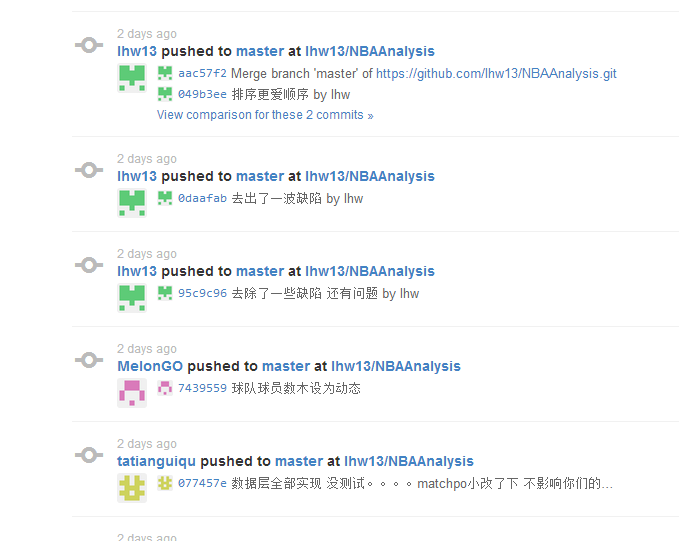 2 days ago
lhw13 pushed to master at lhw13/NBAAnalysis
aac57f2 Merge branch 'master' of https://github.com/lhw13/NBAAnalysis.git
049b3ee 排序更爱顺序 by lhw
View comparison for these 2 commits »
2 days ago
lhw13 pushed to master at lhw13/NBAAnalysis
0daafab 去出了一波缺陷 by lhw
2 days ago
lhw13 pushed to master at lhw13/NBAAnalysis
95c9c96 去除了一些缺陷 还有问题 by lhw
2 days ago
MelonGO pushed to master at lhw13/NBAAnalysis
7439559 球队球员数木设为动态
2 days ago
tatianguiqu pushed to master at lhw13/NBAAnalysis
077457e 数据层全部实现 没测试。。。。matchpo小改了下 不影响你们的…
2 days ago